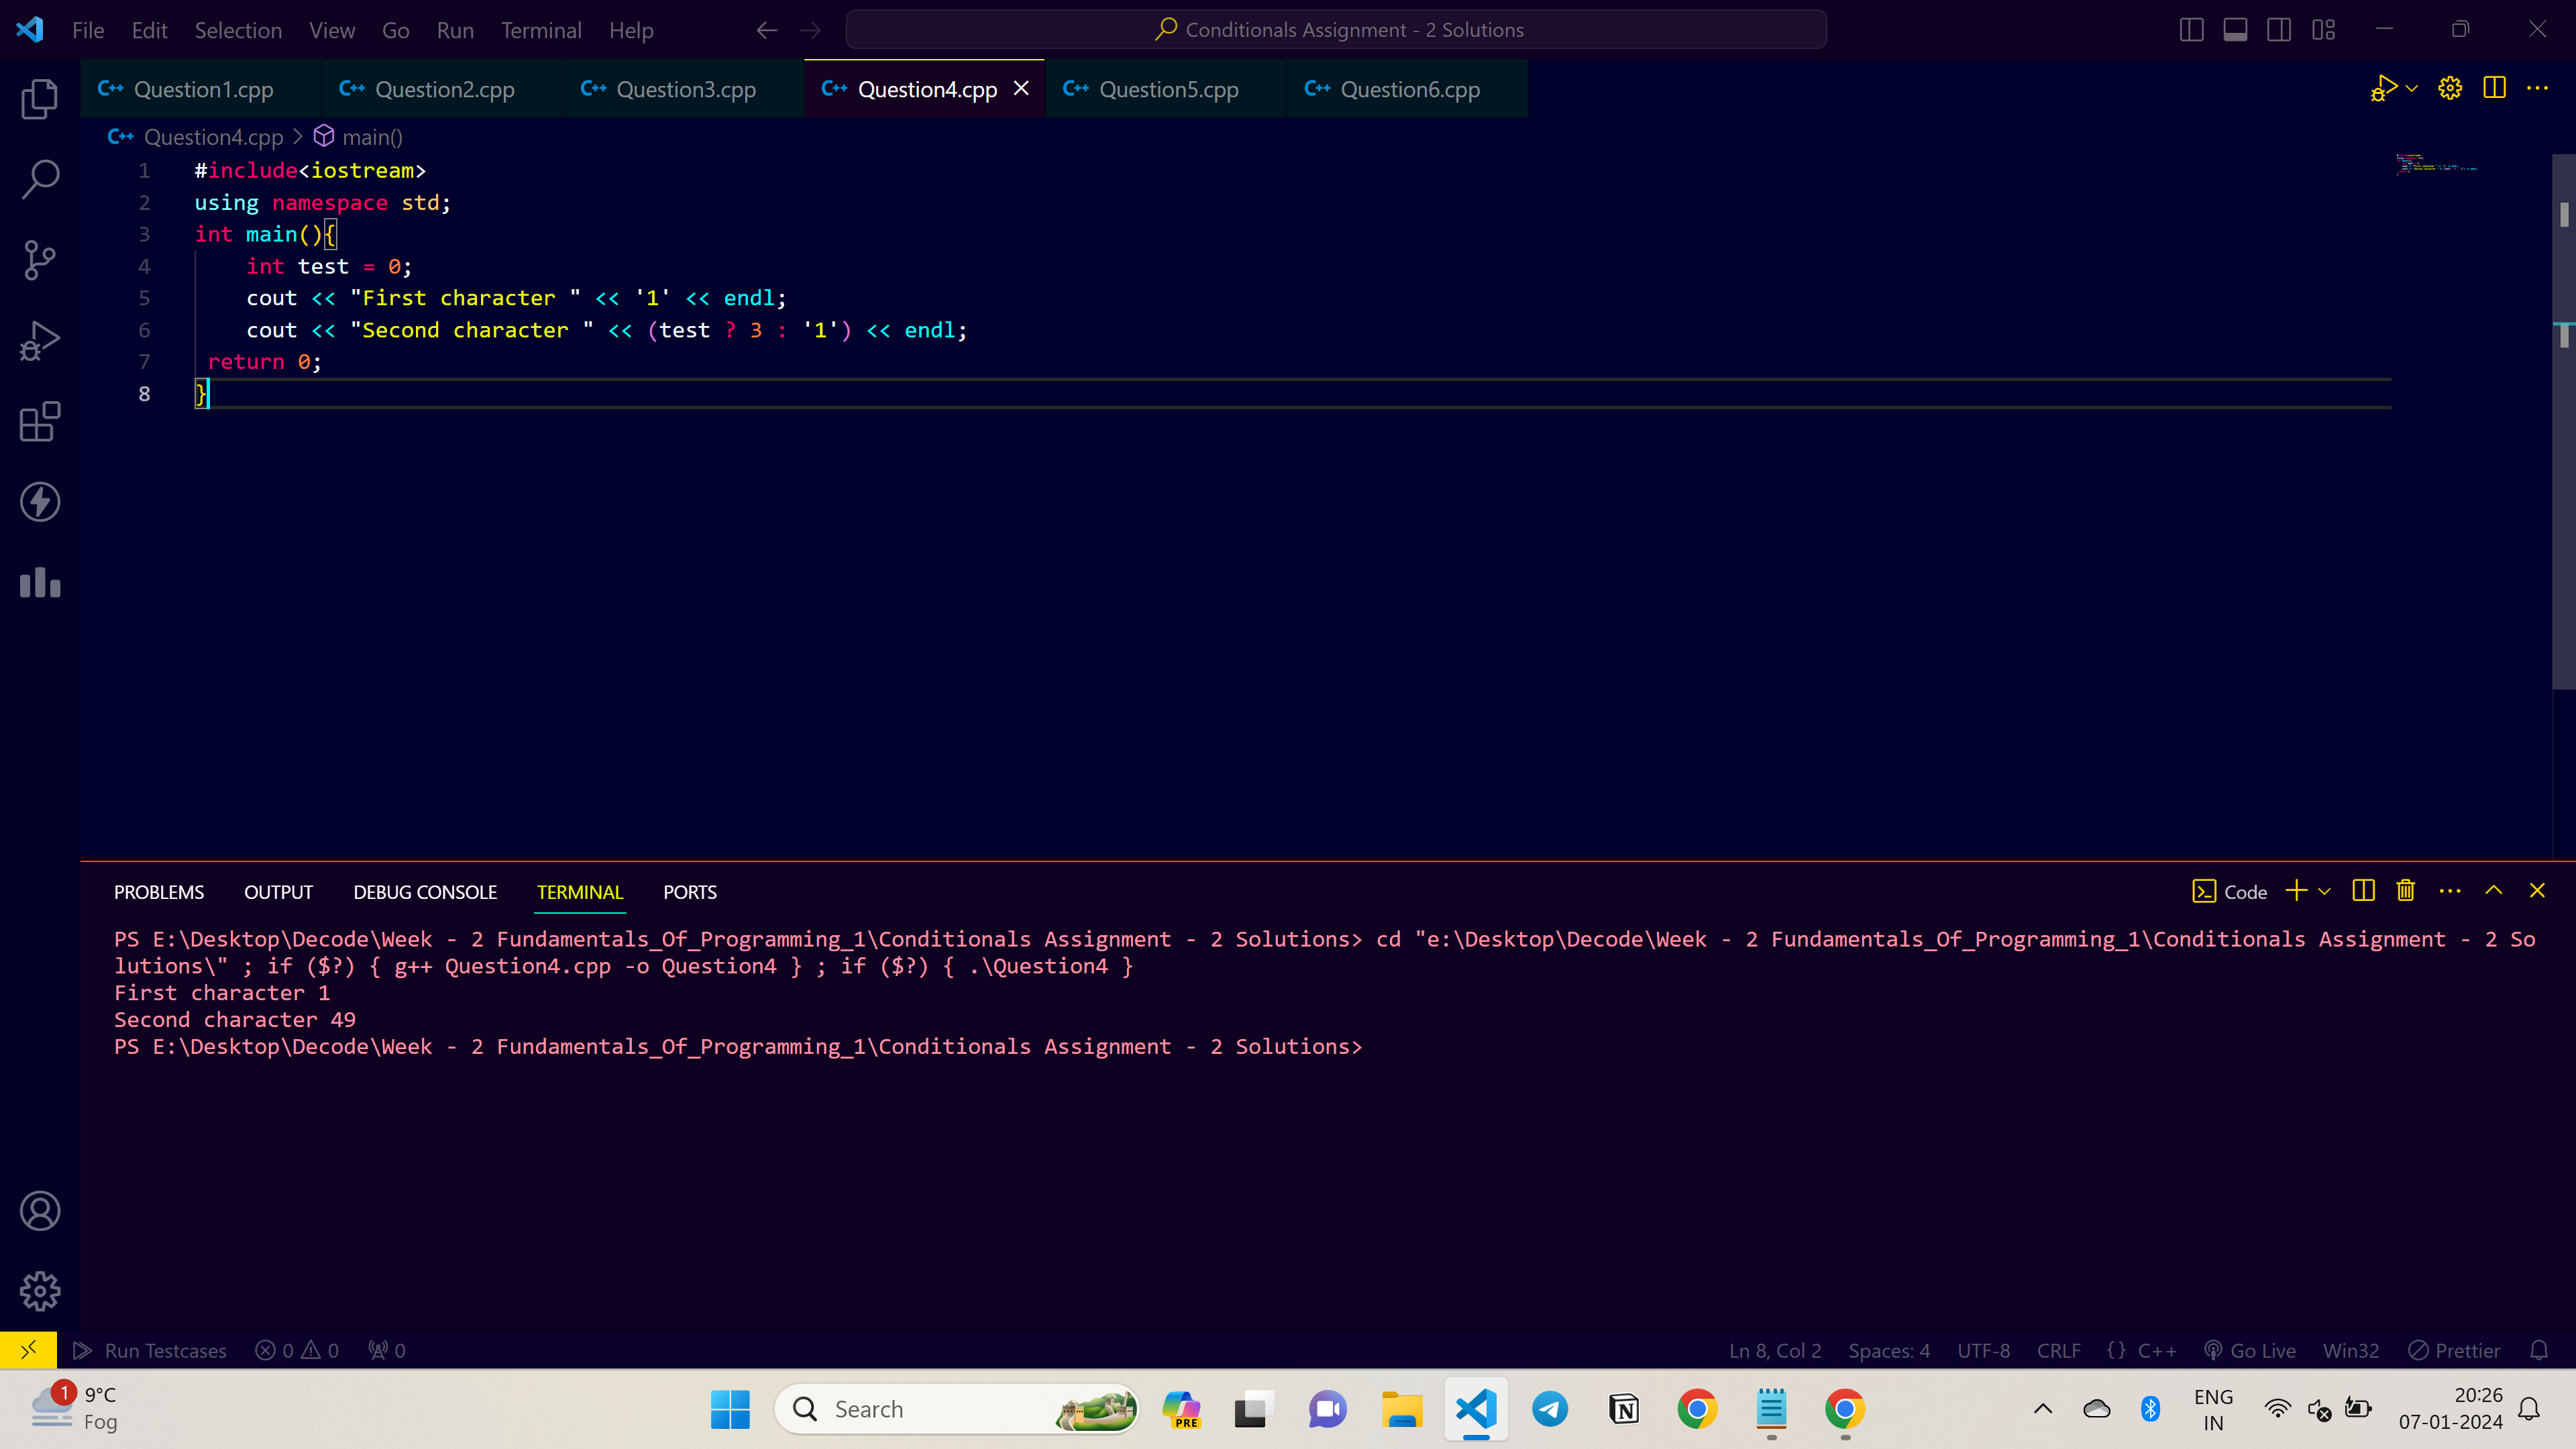 File Edit Selection View Go Run Terminal Help Conditionals Assignment - 2 Solutions
C++ Question1.cpp C++ Question2.cpp C++ Question3.cpp C++ Question4.cpp C++ Question5.cpp C++ Question6.cpp
C++ Question4.cpp > main()
1 #include<iostream>
2 using namespace std;
3 int main(){
4     int test = 0;
5     cout << "First character " << '1' << endl;
6     cout << "Second character " << (test ? 3 : '1') << endl;
7  return 0;
8 }
PROBLEMS OUTPUT DEBUG CONSOLE TERMINAL PORTS Code
PS E:\Desktop\Decode\Week - 2 Fundamentals_Of_Programming_1\Conditionals Assignment - 2 Solutions> cd "e:\Desktop\Decode\Week - 2 Fundamentals_Of_Programming_1\Conditionals Assignment - 2 So
lutions\" ; if ($?) { g++ Question4.cpp -o Question4 } ; if ($?) { .\Question4 }
First character 1
Second character 49
PS E:\Desktop\Decode\Week - 2 Fundamentals_Of_Programming_1\Conditionals Assignment - 2 Solutions>
Run Testcases 0 0 0 Ln 8, Col 2 Spaces: 4 UTF-8 CRLF {} C++ Go Live Win32 Prettier
1 9°C
Fog
Search
PRE
ENG
IN
20:26
07-01-2024